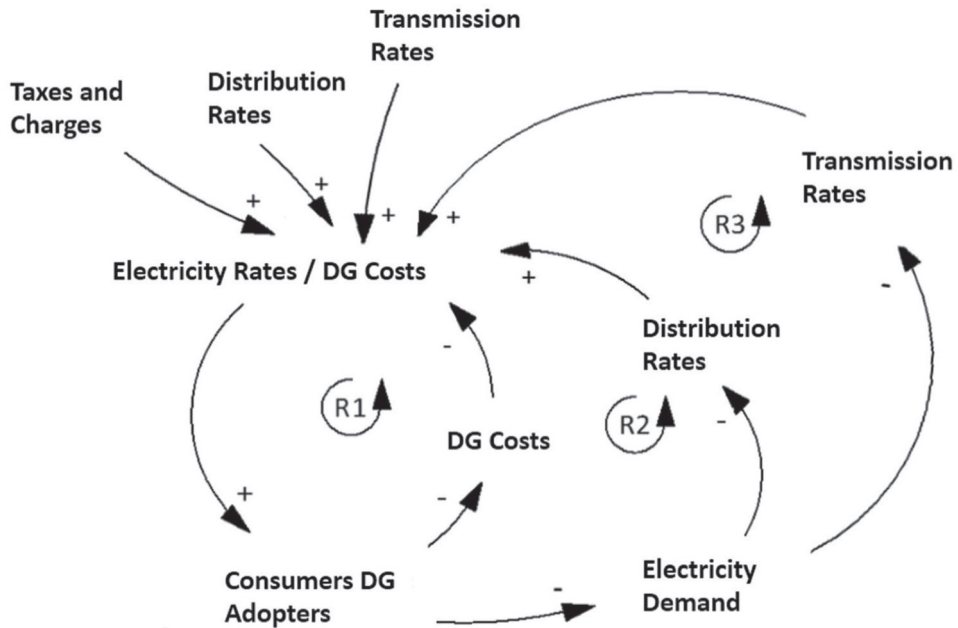 Transmission
Rates
Distribution
Rates
Taxes and
Charges
+
+
+
+
Transmission
Rates
R3
Electricity Rates / DG Costs
+
-
Distribution
Rates
-
R1
R2
-
DG Costs
+
-
Electricity
Demand
Consumers DG
Adopters
-